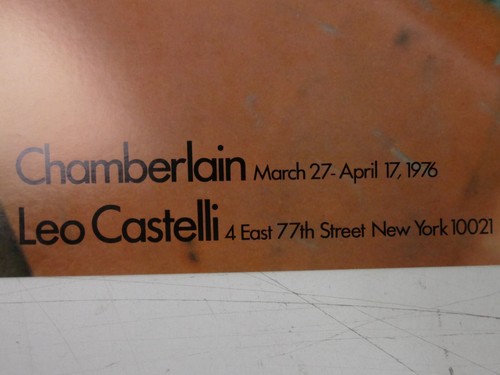 Chamberlain March 27-April 17, 1976
Leo Castelli 4 East 77th Street New York 10021